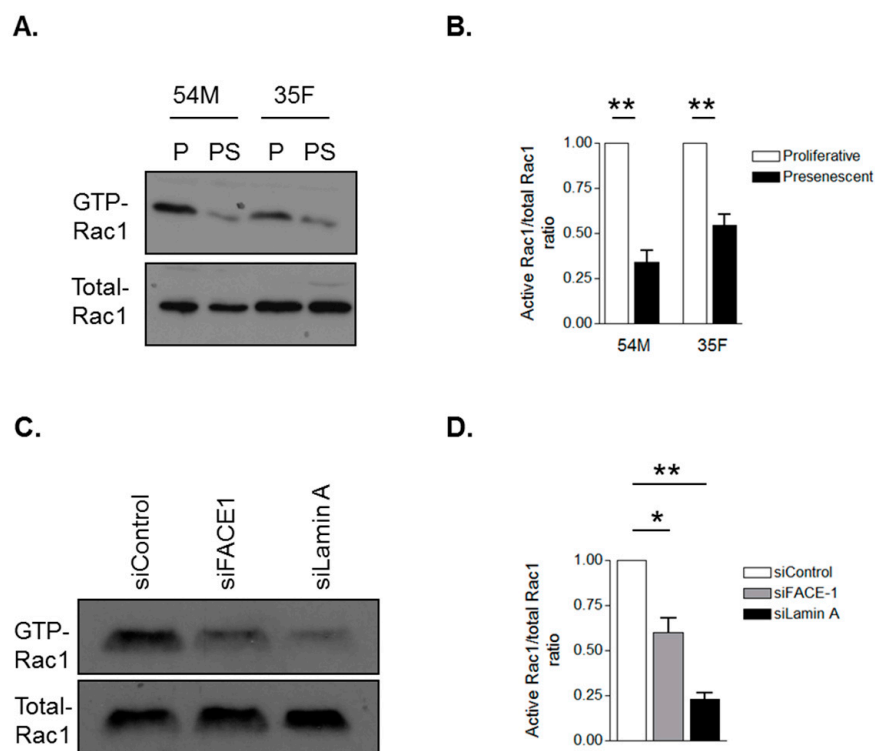 A.
54M 35F
P PS P PS
GTP-
Rac1
Total-
Rac1
B.
** **
Active Rac1/total Rac1
ratio
1.00
0.75
0.50
0.25
0.00
54M 35F
Proliferative
Presenescent
C.
siControl
siFACE1
siLamin A
GTP-
Rac1
Total-
Rac1
D.
**
*
Active Rac1/total Rac1
ratio
1.00
0.75
0.50
0.25
0.00
siControl
siFACE-1
siLamin A